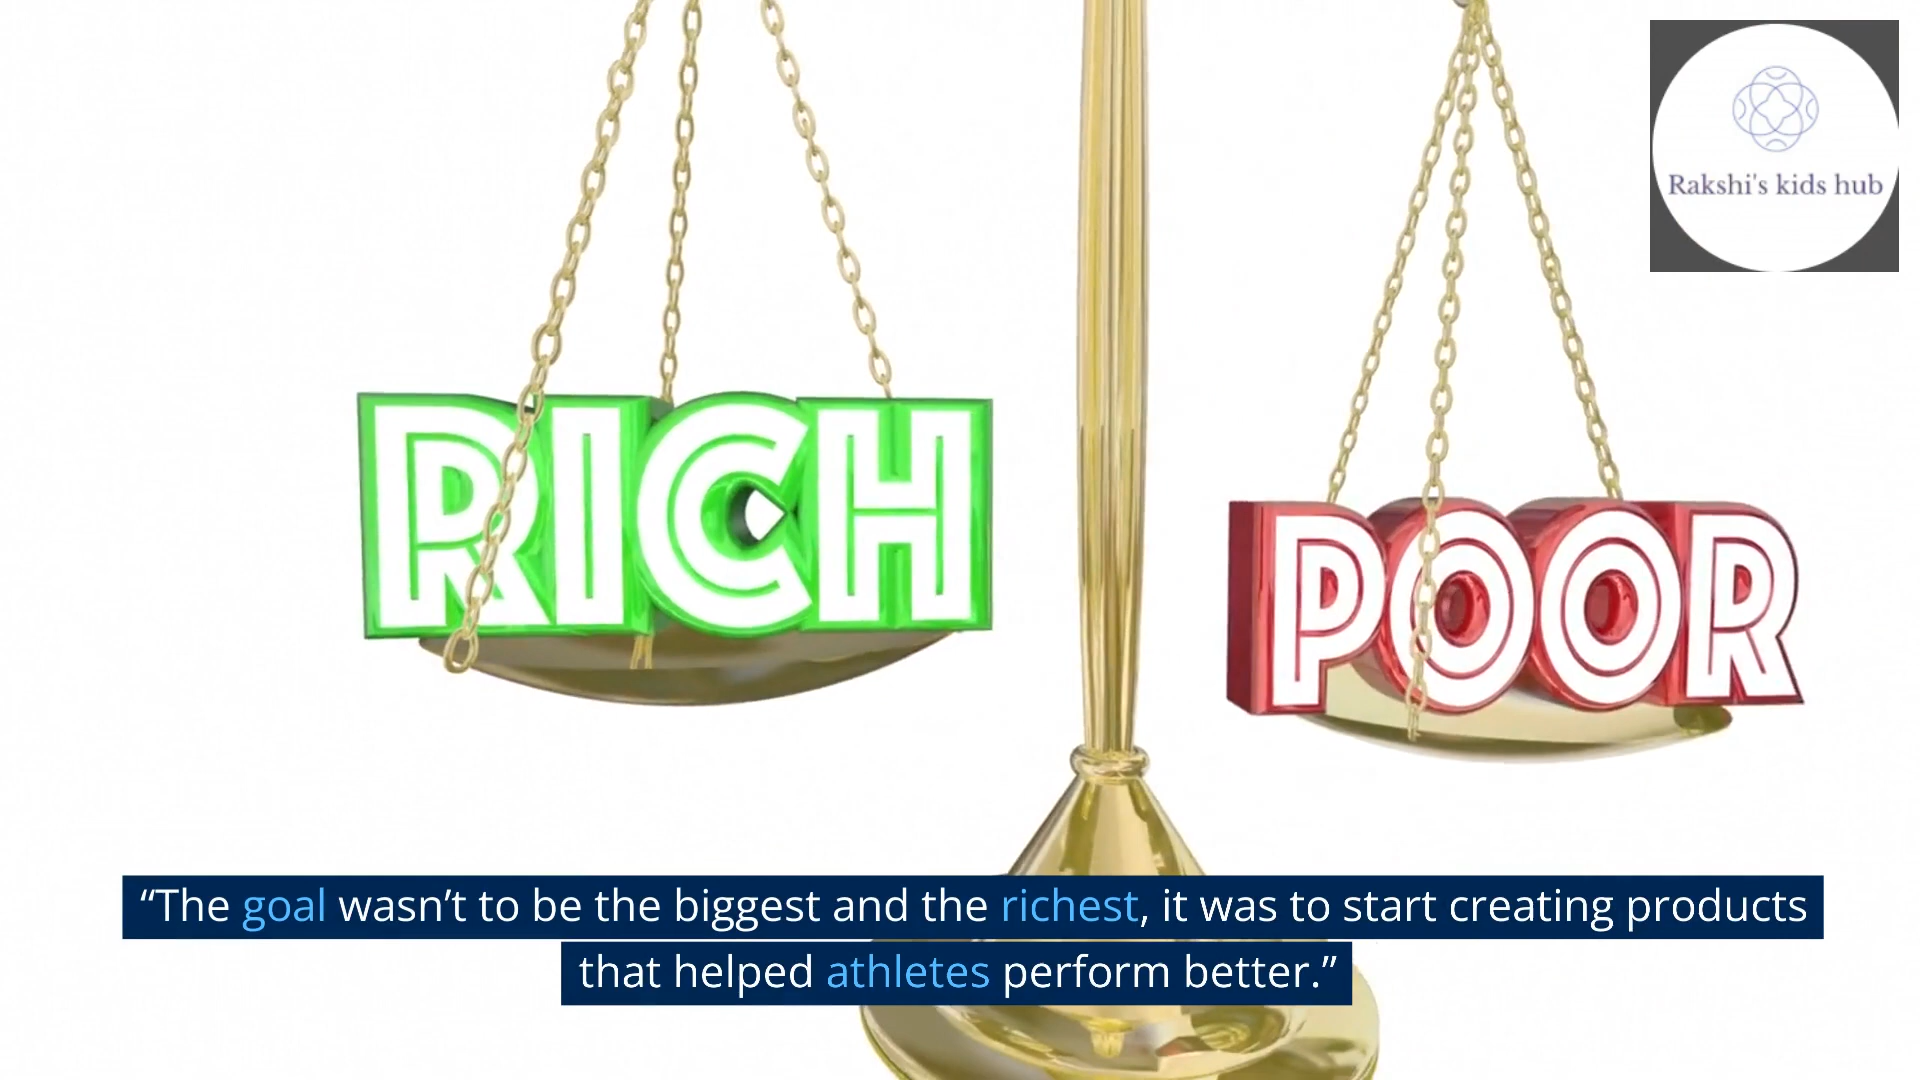 Rakshi's kids hub
RICH
POOR
“The goal wasn’t to be the biggest and the richest, it was to start creating products
that helped athletes perform better.”